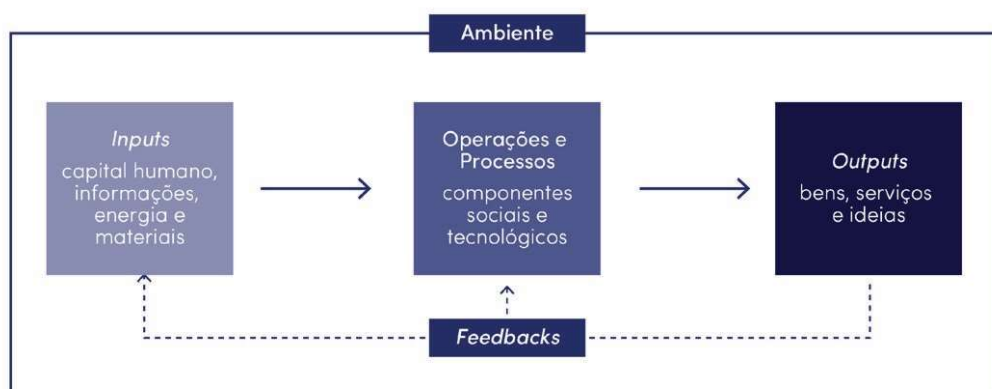 Ambiente
Inputs
capital humano,
informações,
energia e
materiais
Operações e
Processos
componentes
sociais e
tecnológicos
Outputs
bens, serviços
e ideias
Feedbacks